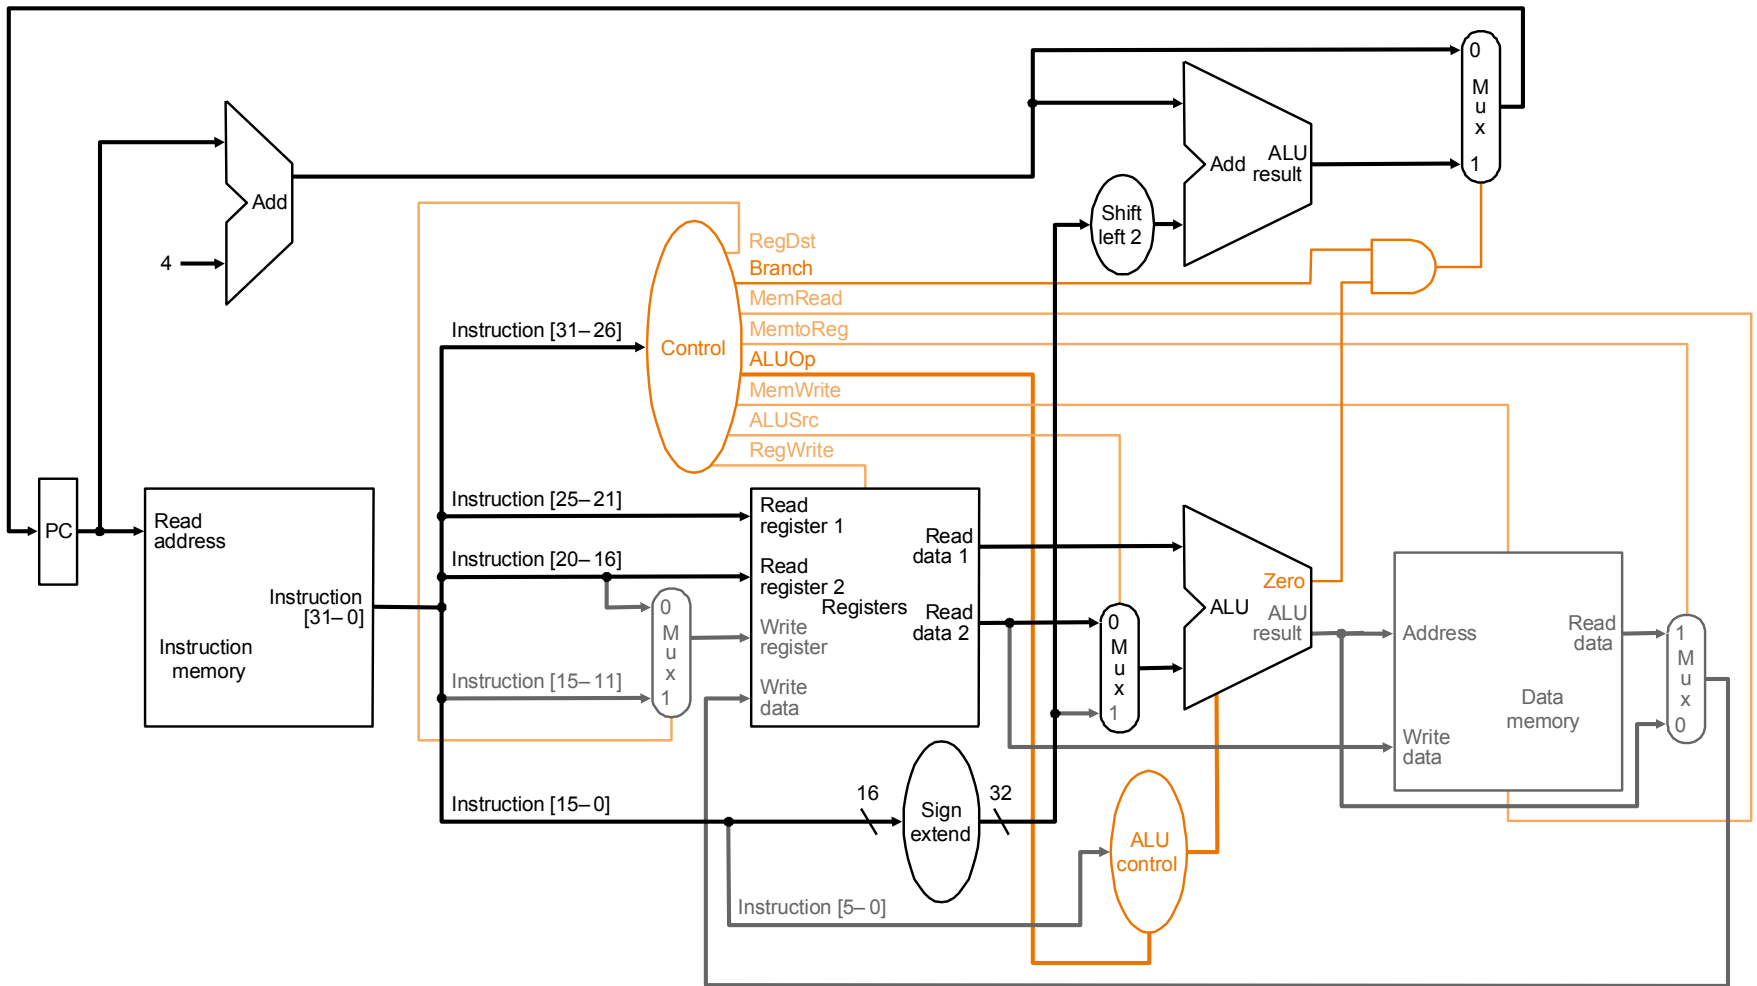 0
M
u
x
1
Add
ALU
result
Add
4
Shift
left 2
RegDst
Branch
MemRead
MemtoReg
ALUOp
MemWrite
ALUSrc
RegWrite
Control
Instruction [31–26]
Instruction [25–21]
Instruction [20–16]
Instruction [15–11]
Instruction [15–0]
Instruction [5–0]
PC
Read
address
Instruction
[31–0]
Instruction
memory
0
M
u
x
1
Read
register 1
Read
register 2
Registers
Write
register
Write
data
Read
data 1
Read
data 2
0
M
u
x
1
Zero
ALU
ALU
result
Address
Read
data
Data
memory
Write
data
1
M
u
x
0
16
Sign
extend
32
ALU
control